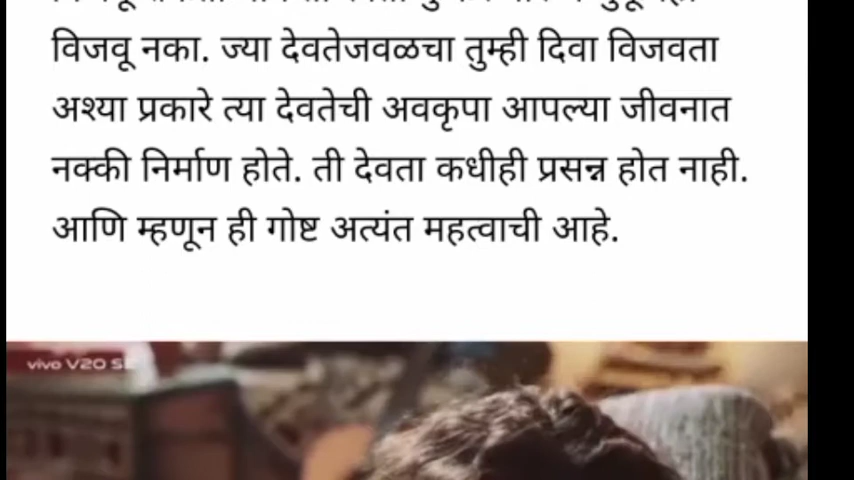 विजवू नका. ज्या देवतेजवळचा तुम्ही दिवा विजवता
अश्या प्रकारे त्या देवतेची अवकृपा आपल्या जीवनात
नक्की निर्माण होते. ती देवता कधीही प्रसन्न होत नाही.
आणि म्हणून ही गोष्ट अत्यंत महत्वाची आहे.
vivo V20 SE